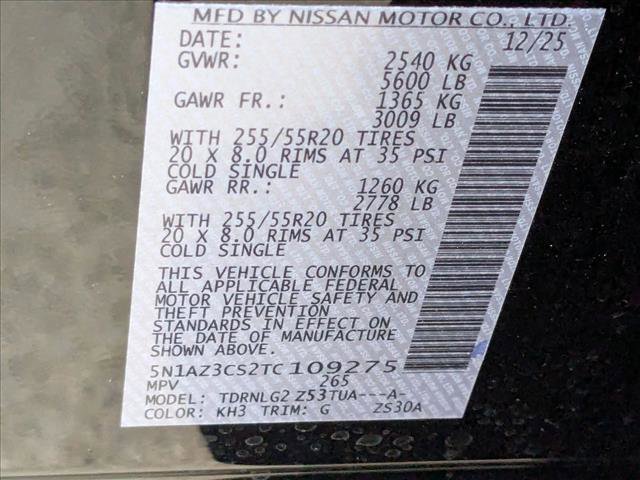 MFD BY NISSAN MOTOR CO., LTD.
DATE: 12/25
GVWR: 2540 KG
5600 LB
GAWR FR.: 1365 KG
3009 LB
WITH 255/55R20 TIRES
20 X 8.0 RIMS AT 35 PSI
COLD SINGLE
GAWR RR.: 1260 KG
2778 LB
WITH 255/55R20 TIRES
20 X 8.0 RIMS AT 35 PSI
COLD SINGLE
THIS VEHICLE CONFORMS TO
ALL APPLICABLE FEDERAL
MOTOR VEHICLE SAFETY AND
THEFT PREVENTION
STANDARDS IN EFFECT ON
THE DATE OF MANUFACTURE
SHOWN ABOVE.
5N1AZ3CS2TC109275
MPV 265
MODEL: TDRNLG2 Z53TUA---A-
COLOR: KH3 TRIM: G ZS30A